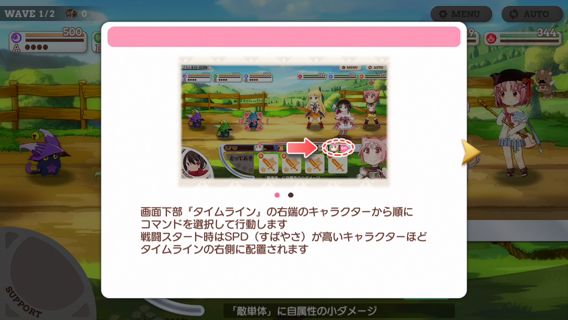 WAVE 1/2
0
MENU
AUTO
500
344
画面下部「タイムライン」の右端のキャラクターから順に
コマンドを選択して行動します
戦闘スタート時はSPD（すばやさ）が高いキャラクターほど
タイムラインの右側に配置されます
SUPPORT
「敵単体」に自属性の小ダメージ